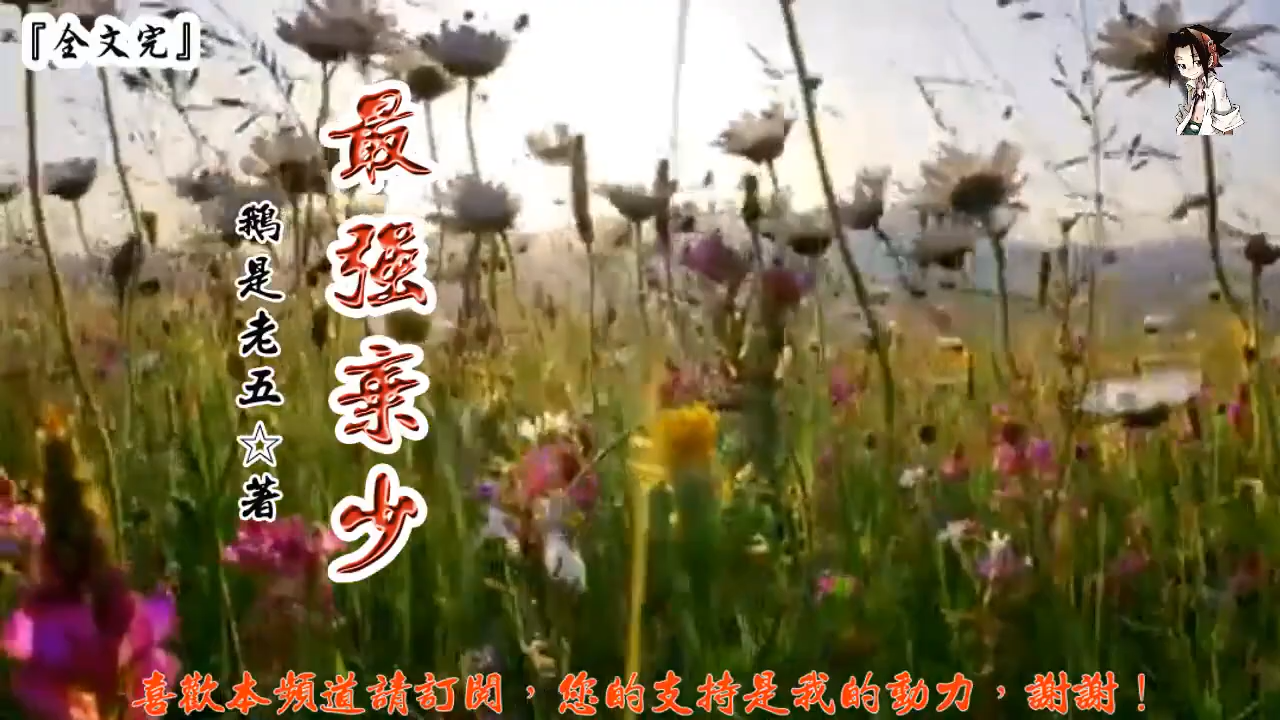 『全文完』
最強棄少
鵝是老五☆著
喜歡本頻道請訂閱，您的支持是我的動力，謝謝！